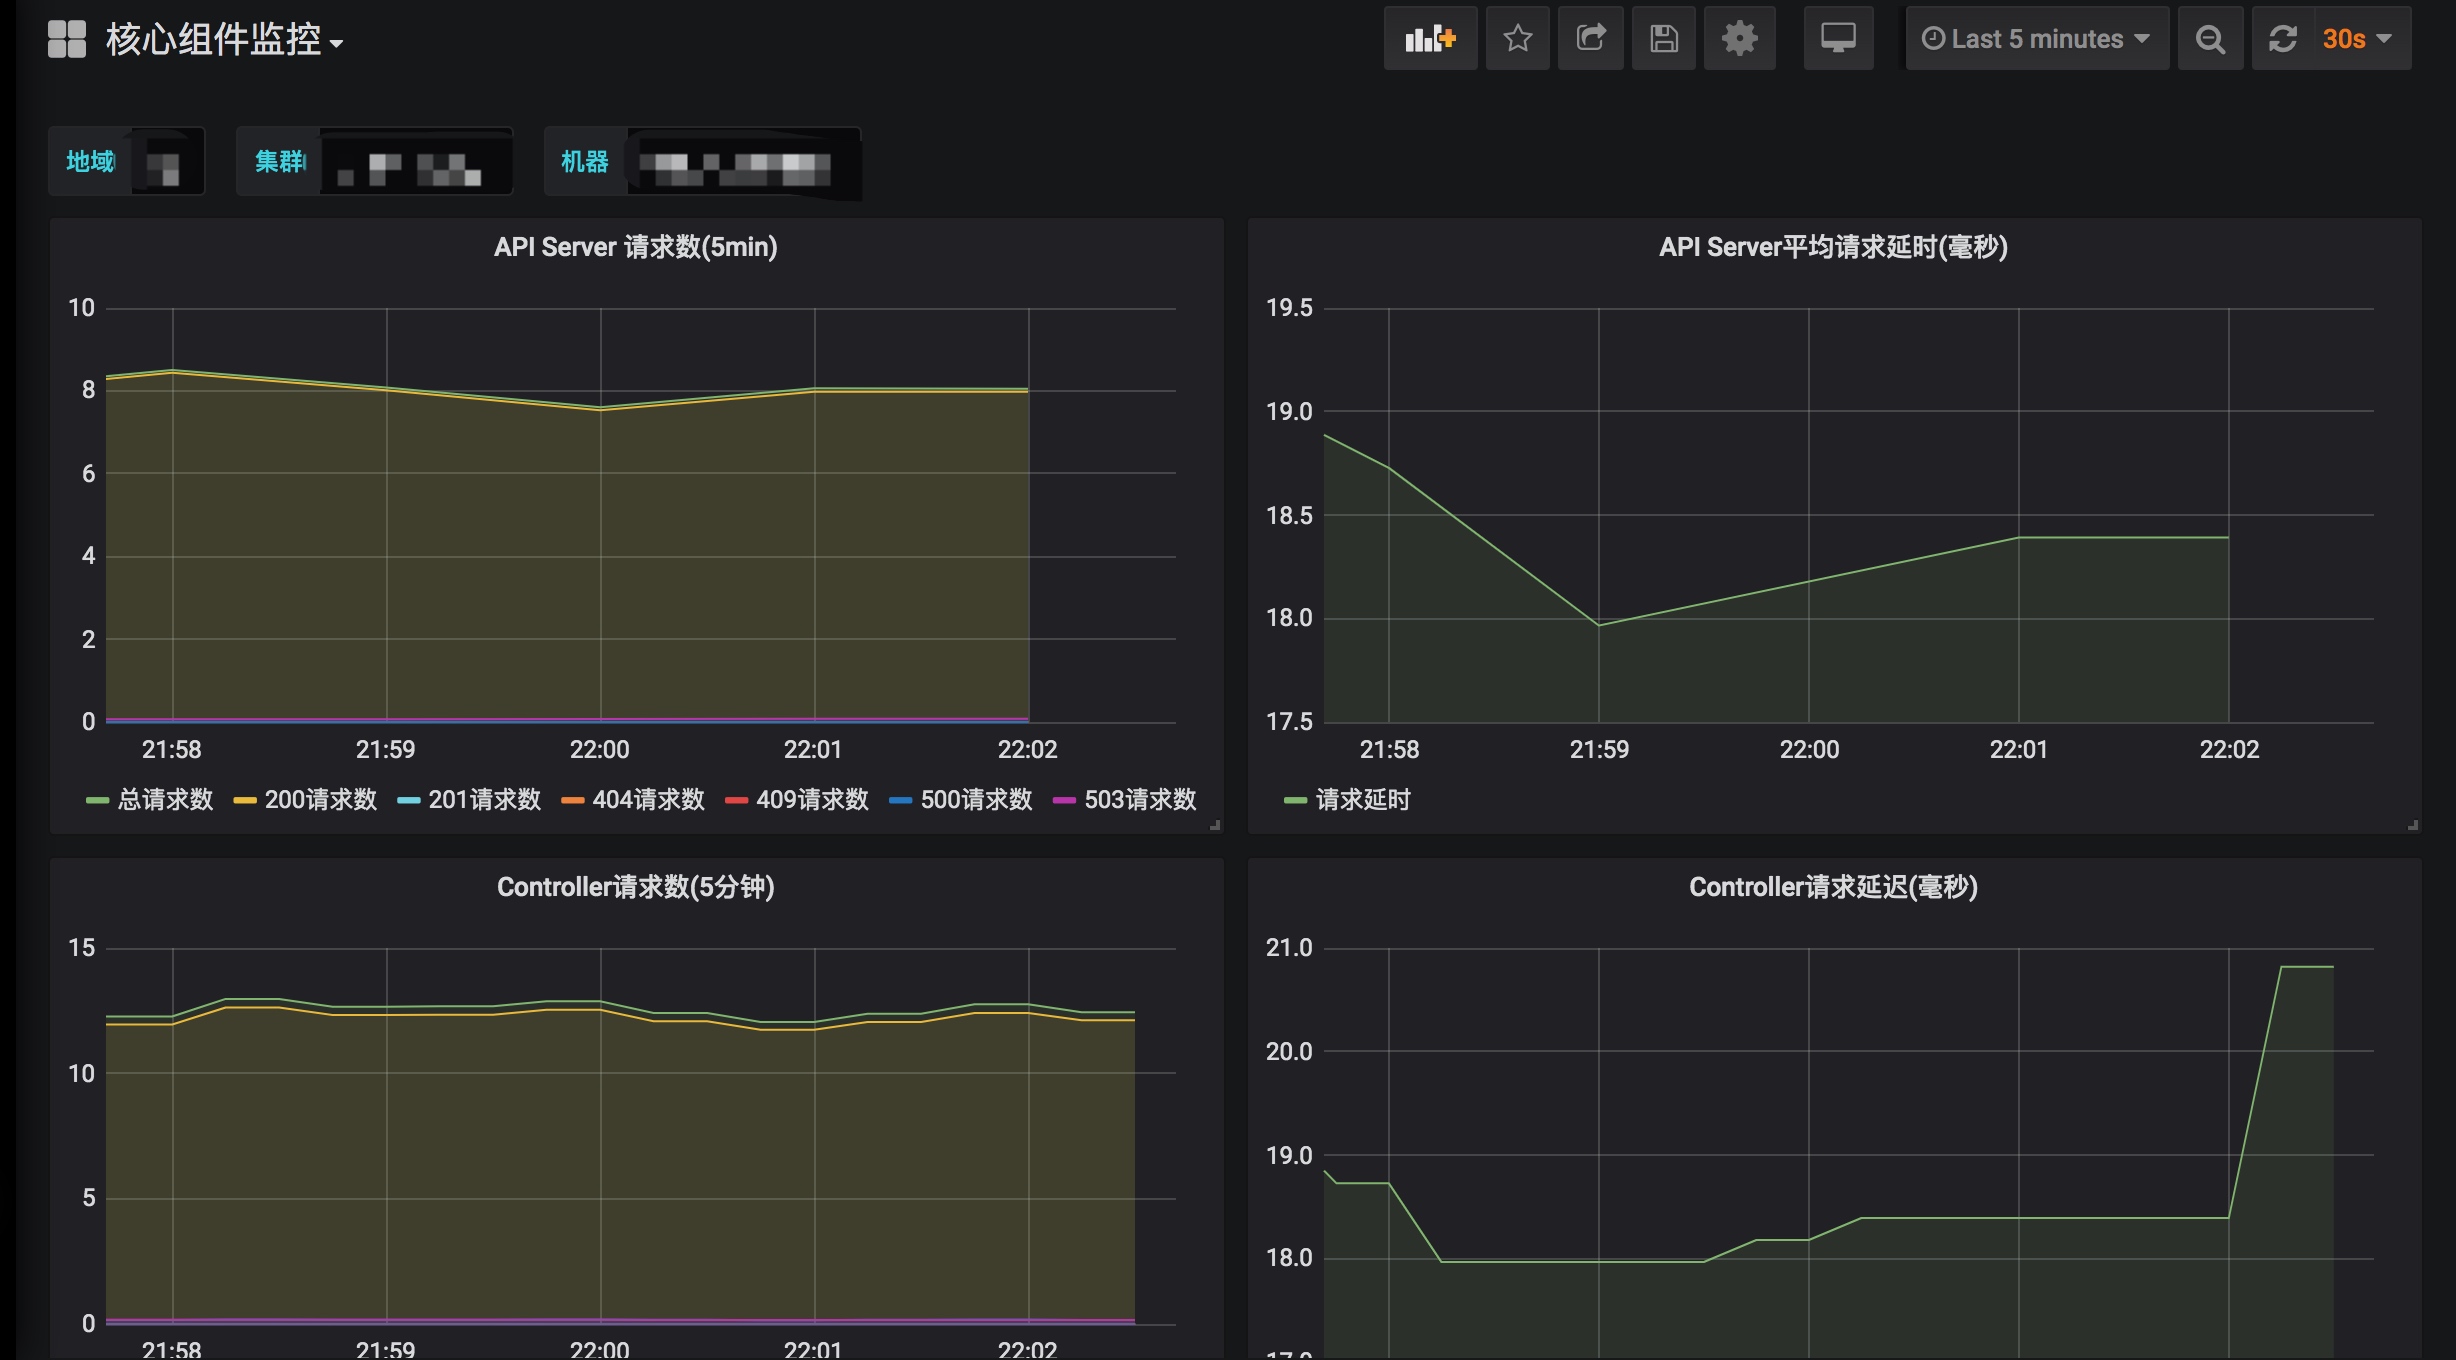 核心组件监控
Last 5 minutes 30s
地域 集群 机器
API Server 请求数(5min)
10
8
6
4
2
0
21:58 21:59 22:00 22:01 22:02
总请求数 200请求数 201请求数 404请求数 409请求数 500请求数 503请求数
API Server平均请求延时(毫秒)
19.5
19.0
18.5
18.0
17.5
21:58 21:59 22:00 22:01 22:02
请求延时
Controller请求数(5分钟)
15
10
5
0
21:58 21:59 22:00 22:01 22:02
Controller请求延迟(毫秒)
21.0
20.0
19.0
18.0
17.0